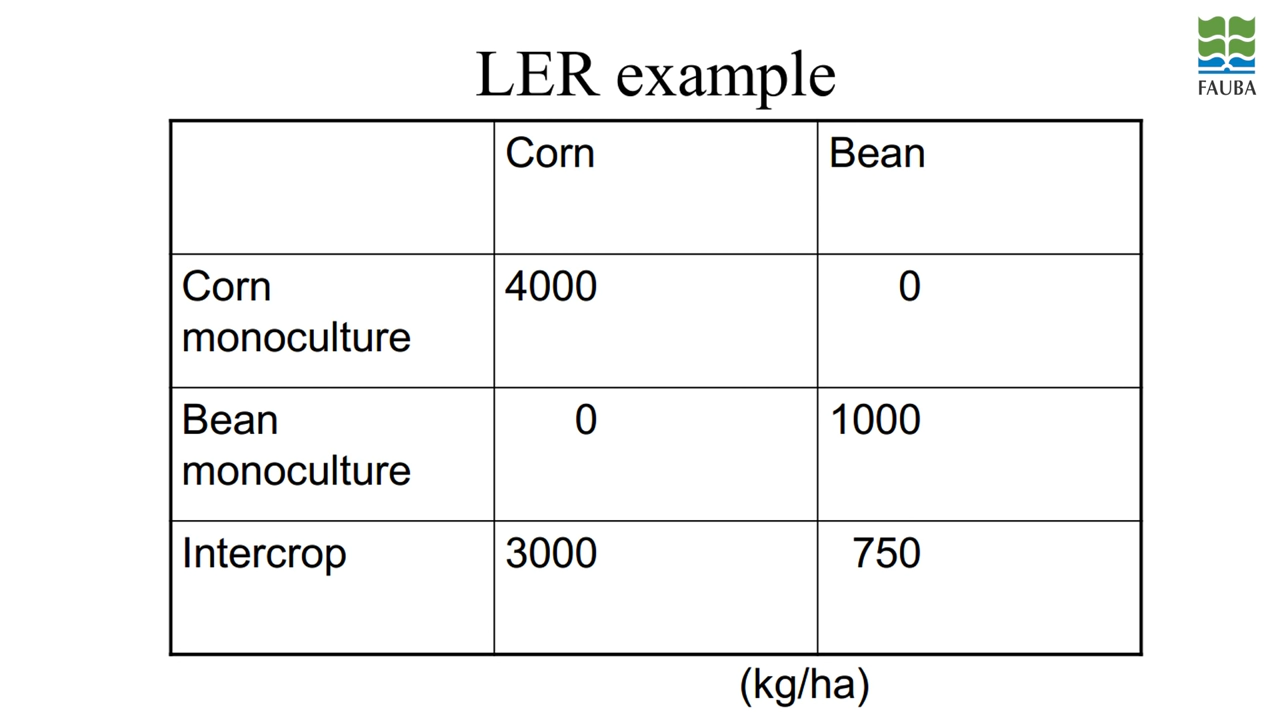 LER example
FAUBA
Corn Bean
Corn 4000 0
monoculture
Bean 0 1000
monoculture
Intercrop 3000 750
(kg/ha)